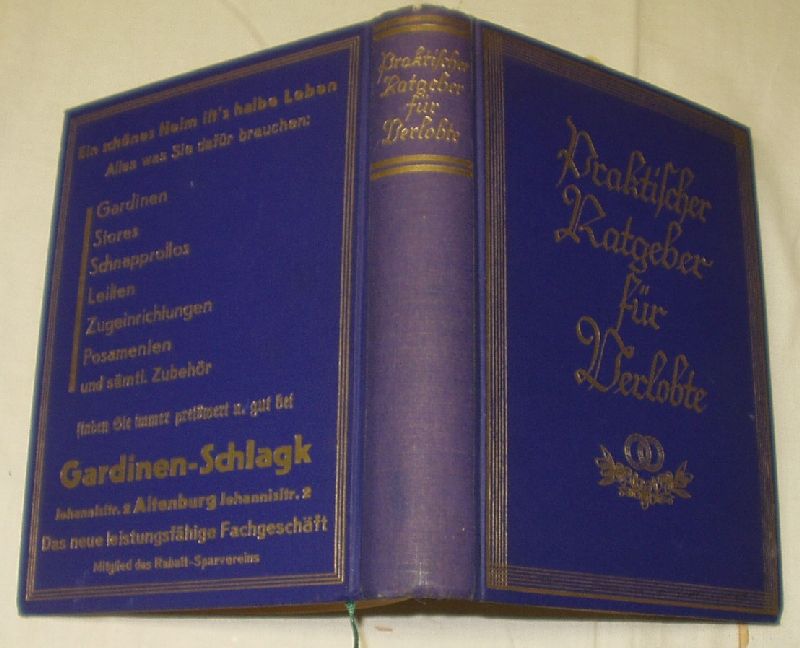 Ein schönes Heim ist's halbe Leben
Alles was Sie dafür brauchen:
Gardinen
Stores
Schnapprollos
Leisten
Zugeinrichtungen
Posamenten
und sämtl. Zubehör
finden Sie immer preiswert u. gut bei
Gardinen-Schlagk
Johannisstr. 2 Altenburg Johannisstr. 2
Das neue leistungsfähige Fachgeschäft
Mitglied des Rabatt-Sparvereins
Praktischer
Ratgeber
für
Verlobte
Praktischer
Ratgeber
für
Verlobte